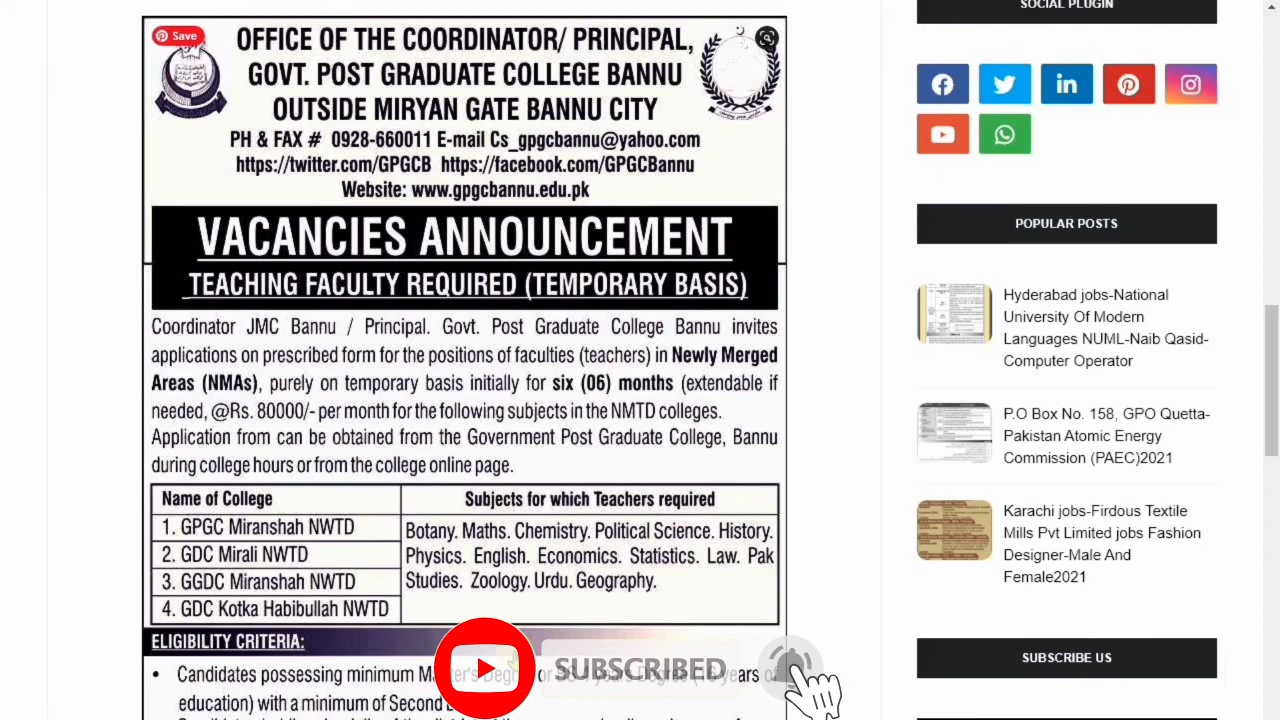 Save
OFFICE OF THE COORDINATOR/ PRINCIPAL,
GOVT. POST GRADUATE COLLEGE BANNU
OUTSIDE MIRYAN GATE BANNU CITY
PH & FAX # 0928-660011 E-mail Cs_gpgcbannu@yahoo.com
https://twitter.com/GPGCB https://facebook.com/GPGCBannu
Website: www.gpgcbannu.edu.pk
VACANCIES ANNOUNCEMENT
TEACHING FACULTY REQUIRED (TEMPORARY BASIS)
Coordinator JMC Bannu / Principal. Govt. Post Graduate College Bannu invites
applications on prescribed form for the positions of faculties (teachers) in Newly Merged
Areas (NMAs), purely on temporary basis initially for six (06) months (extendable if
needed, @Rs. 80000/- per month for the following subjects in the NMTD colleges.
Application from can be obtained from the Government Post Graduate College, Bannu
during college hours or from the college online page.
Name of College
1. GPGC Miranshah NWTD
2. GDC Mirali NWTD
3. GGDC Miranshah NWTD
4. GDC Kotka Habibullah NWTD
Subjects for which Teachers required
Botany. Maths. Chemistry. Political Science. History.
Physics. English. Economics. Statistics. Law. Pak
Studies. Zoology. Urdu. Geography.
ELIGIBILITY CRITERIA:
• Candidates possessing minimum
education) with a minimum of Second
SUBSCRIBED
SOCIAL PLUGIN
POPULAR POSTS
Hyderabad jobs-National
University Of Modern
Languages NUML-Naib Qasid-
Computer Operator
P.O Box No. 158, GPO Quetta-
Pakistan Atomic Energy
Commission (PAEC)2021
Karachi jobs-Firdous Textile
Mills Pvt Limited jobs Fashion
Designer-Male And
Female2021
SUBSCRIBE US